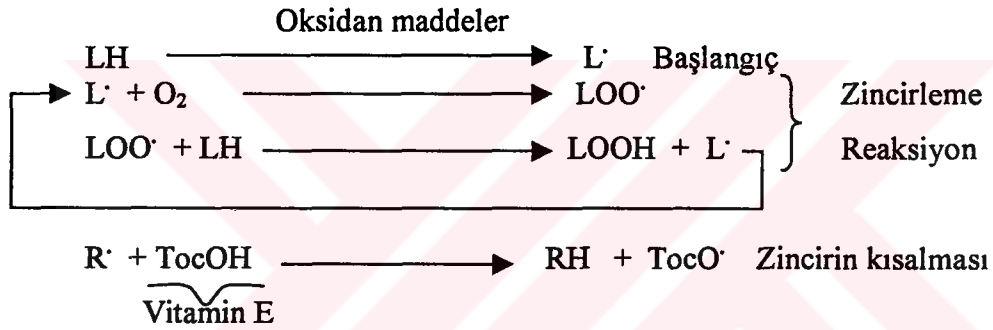 Oksidan maddeler
LH → L˙ Başlangıç
L˙ + O₂ → LOO˙ Zincirleme
LOO˙ + LH → LOOH + L˙ Reaksiyon
R˙ + TocOH → RH + TocO˙ Zincirin kısalması
Vitamin E